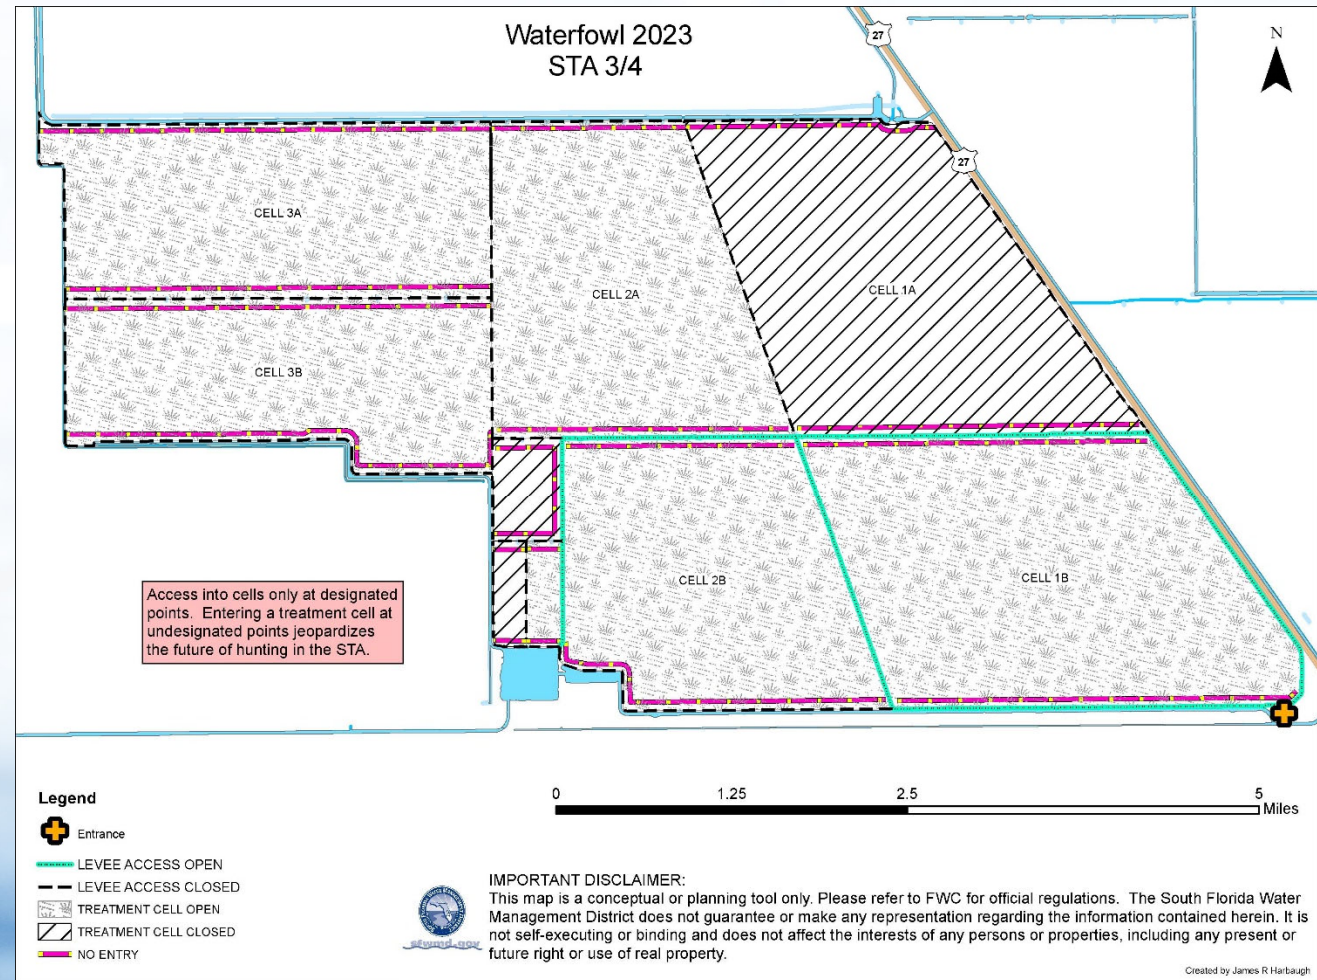 Waterfowl 2023
STA 3/4
N
27
27
CELL 3A
CELL 2A
CELL 1A
CELL 3B
CELL 2B
CELL 1B
Access into cells only at designated
points. Entering a treatment cell at
undesignated points jeopardizes
the future of hunting in the STA.
Legend
Entrance
LEVEE ACCESS OPEN
LEVEE ACCESS CLOSED
TREATMENT CELL OPEN
TREATMENT CELL CLOSED
NO ENTRY
0 1.25 2.5 5
Miles
sfwmd.gov
IMPORTANT DISCLAIMER:
This map is a conceptual or planning tool only. Please refer to FWC for official regulations. The South Florida Water
Management District does not guarantee or make any representation regarding the information contained herein. It is
not self-executing or binding and does not affect the interests of any persons or properties, including any present or
future right or use of real property.
Created by James R Harbaugh